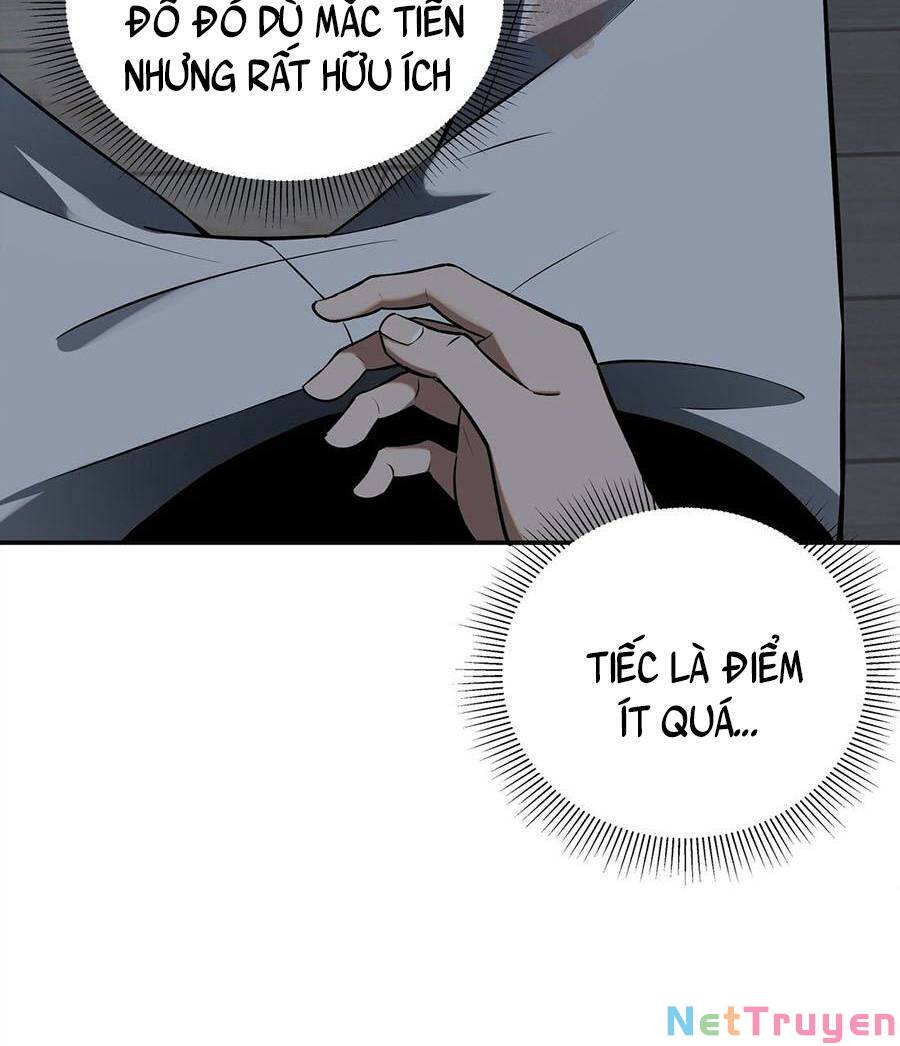 ĐỒ ĐÓ DÙ MẮC TIỀN
NHƯNG RẤT HỮU ÍCH
TIẾC LÀ ĐIỂM
ÍT QUÁ...
NetTruyen